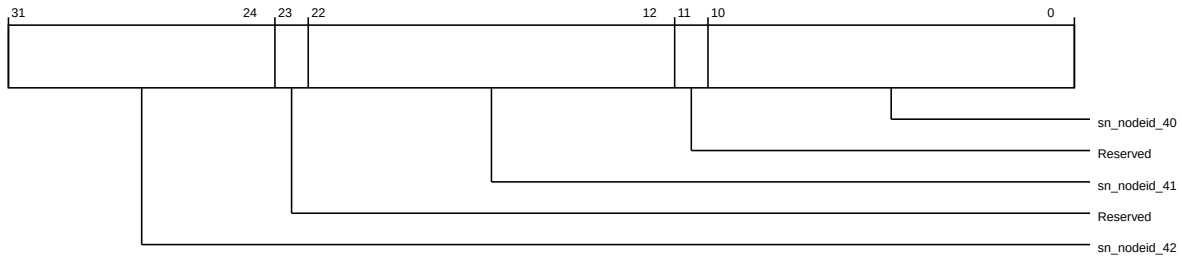 31 24 23 22 12 11 10 0
sn_nodeid_40
Reserved
sn_nodeid_41
Reserved
sn_nodeid_42